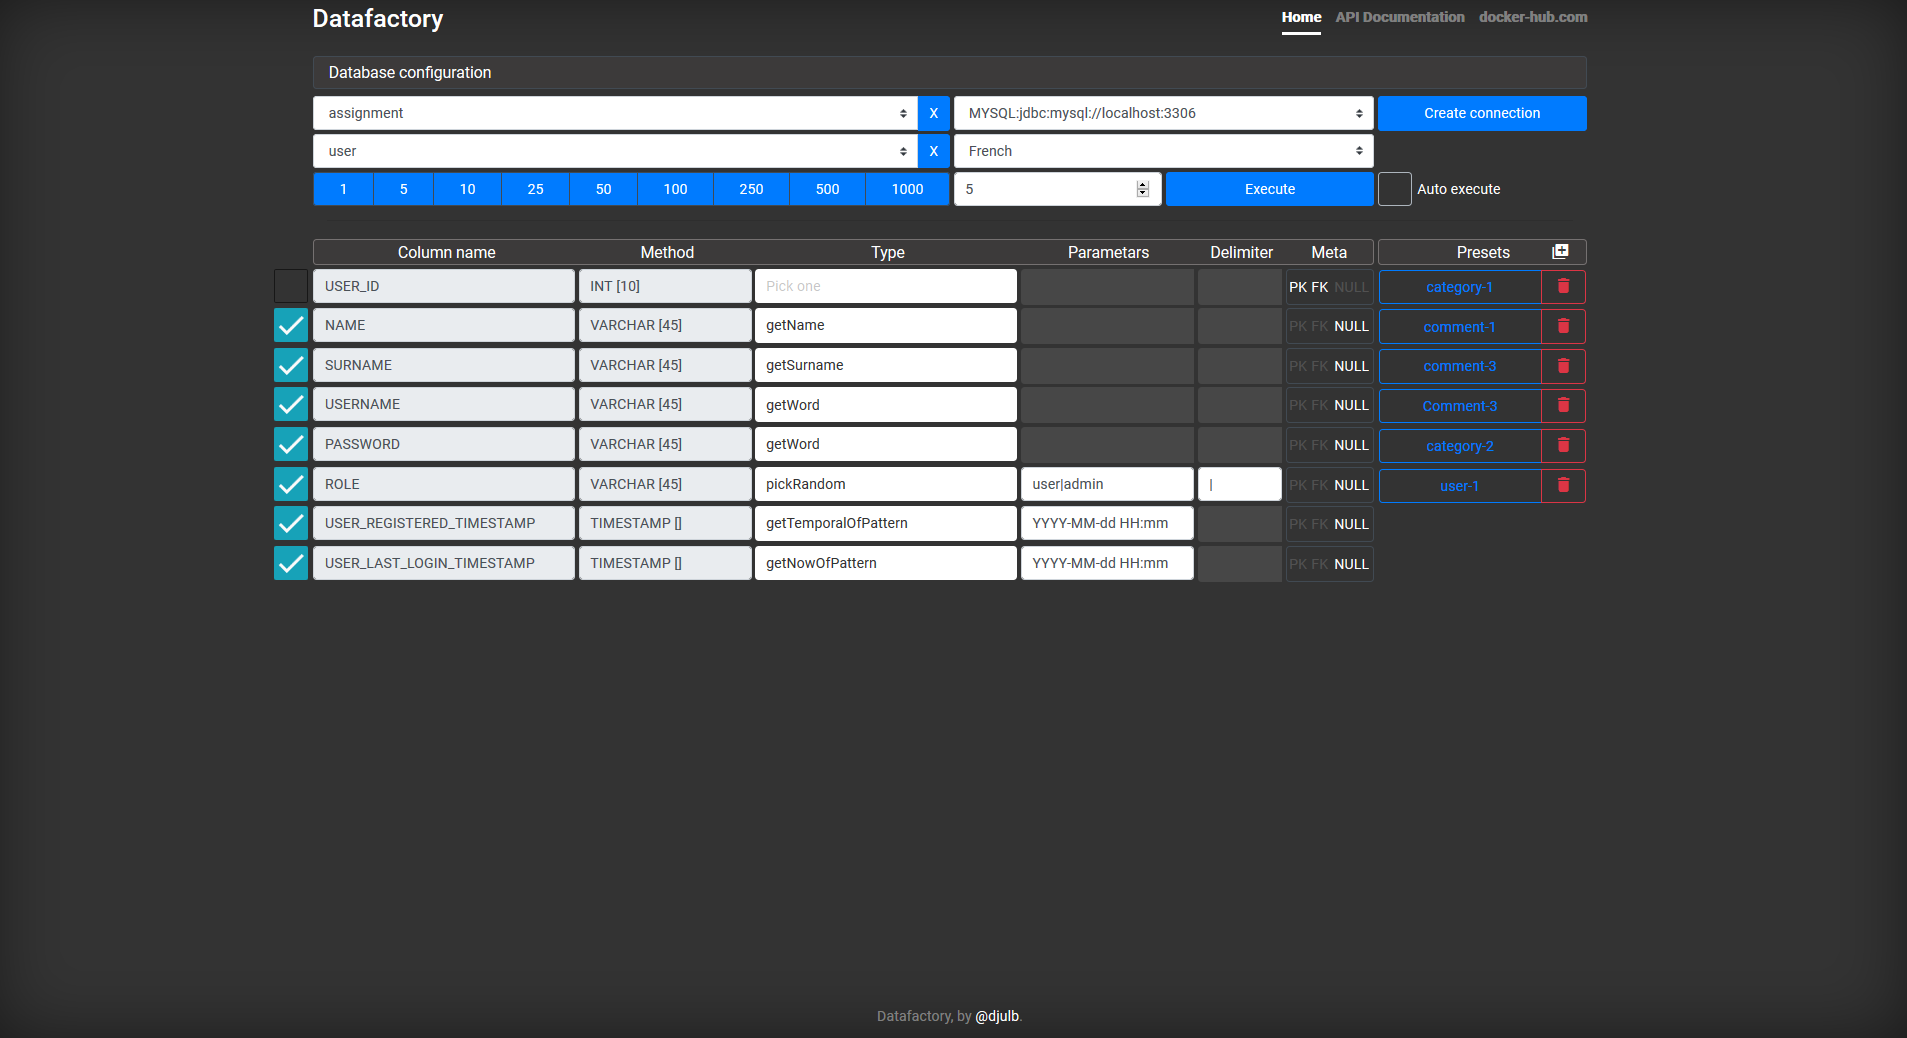 Datafactory
Home API Documentation docker-hub.com
Database configuration
assignment X MYSQL:jdbc:mysql://localhost:3306 Create connection
user X French
1 5 10 25 50 100 250 500 1000 5 Execute Auto execute
Column name Method Type Parametars Delimiter Meta Presets
USER_ID INT [10] Pick one PK FK NULL category-1
NAME VARCHAR [45] getName PK FK NULL comment-1
SURNAME VARCHAR [45] getSurname PK FK NULL comment-3
USERNAME VARCHAR [45] getWord PK FK NULL Comment-3
PASSWORD VARCHAR [45] getWord PK FK NULL category-2
ROLE VARCHAR [45] pickRandom user|admin | PK FK NULL user-1
USER_REGISTERED_TIMESTAMP TIMESTAMP [] getTemporalOfPattern YYYY-MM-dd HH:mm PK FK NULL
USER_LAST_LOGIN_TIMESTAMP TIMESTAMP [] getNowOfPattern YYYY-MM-dd HH:mm PK FK NULL
Datafactory, by @djulb.